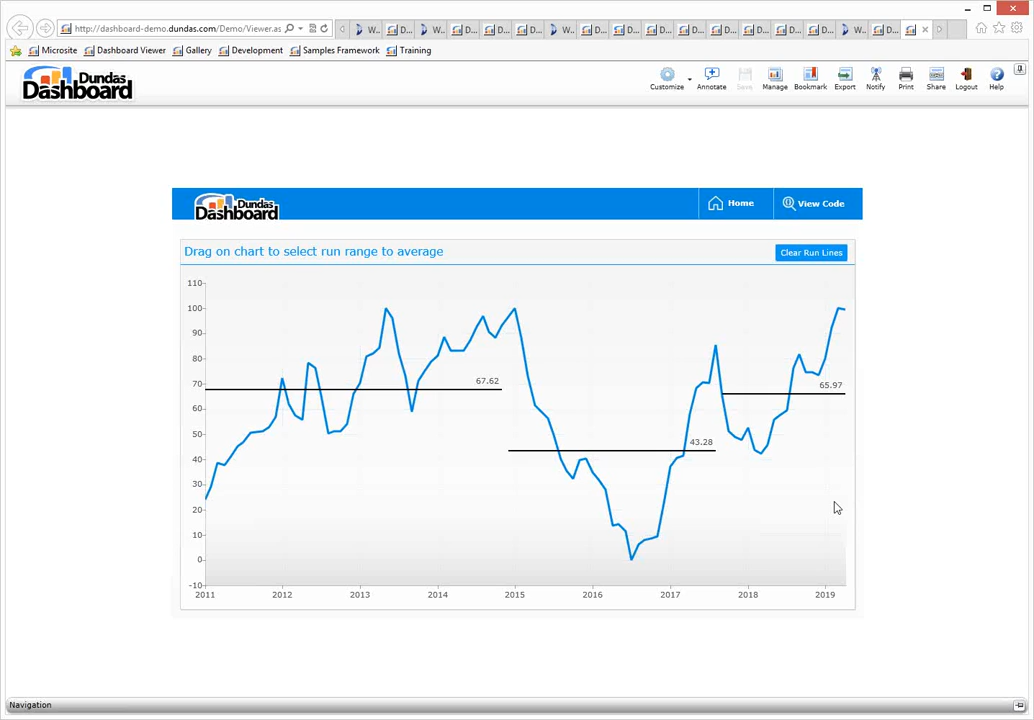 http://dashboard-demo.dundas.com/Demo/Viewer.as
W... D... W... D... D... D... W... D... D... D... D... D... D... D... W... D...
Microsite Dashboard Viewer Gallery Development Samples Framework Training
Dundas Dashboard
Customize Annotate Save Manage Bookmark Export Notify Print Share Logout Help
Dundas Dashboard
Home View Code
Drag on chart to select run range to average
Clear Run Lines
110
100
90
80
70
60
50
40
30
20
10
0
-10
67.62
43.28
65.97
2011 2012 2013 2014 2015 2016 2017 2018 2019
Navigation